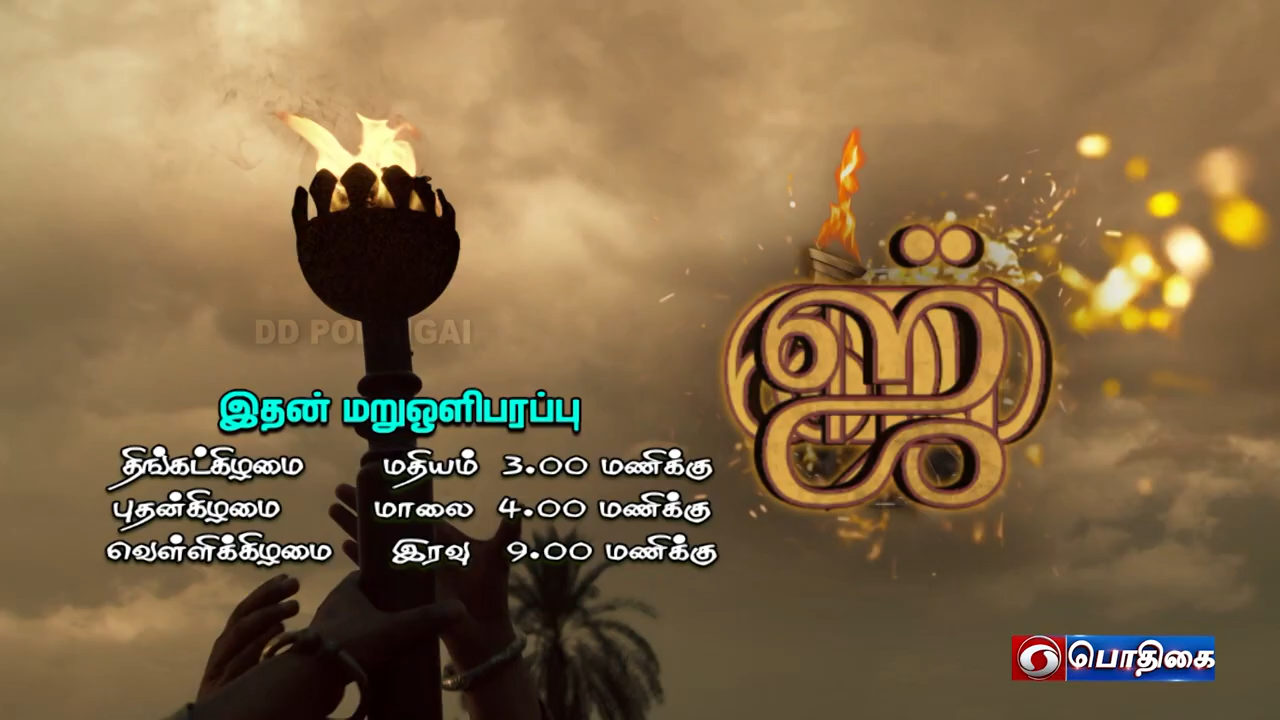 DD PODHIGAI
இதன் மறுஒளிபரப்பு
திங்கட்கிழமை மதியம் 3.00 மணிக்கு
புதன்கிழமை மாலை 4.00 மணிக்கு
வெள்ளிக்கிழமை இரவு 9.00 மணிக்கு
பொதிகை